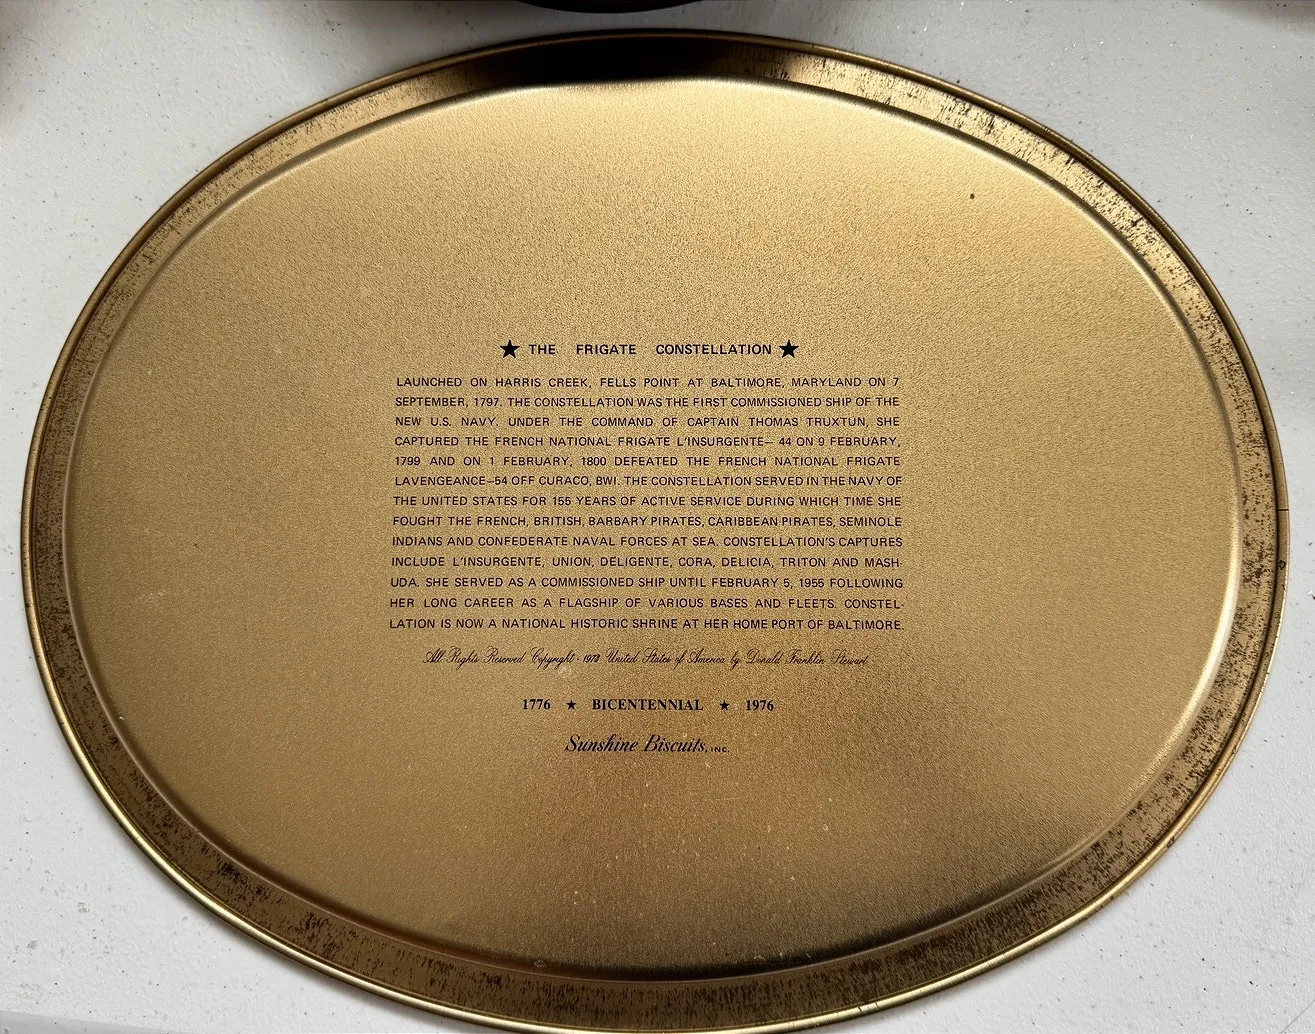 ★ THE FRIGATE CONSTELLATION ★
LAUNCHED ON HARRIS CREEK, FELLS POINT AT BALTIMORE, MARYLAND ON 7
SEPTEMBER, 1797. THE CONSTELLATION WAS THE FIRST COMMISSIONED SHIP OF THE
NEW U.S. NAVY. UNDER THE COMMAND OF CAPTAIN THOMAS TRUXTUN, SHE
CAPTURED THE FRENCH NATIONAL FRIGATE L'INSURGENTE— 44 ON 9 FEBRUARY,
1799 AND ON 1 FEBRUARY, 1800 DEFEATED THE FRENCH NATIONAL FRIGATE
LAVENGEANCE—54 OFF CURACO, BWI. THE CONSTELLATION SERVED IN THE NAVY OF
THE UNITED STATES FOR 155 YEARS OF ACTIVE SERVICE DURING WHICH TIME SHE
FOUGHT THE FRENCH, BRITISH, BARBARY PIRATES, CARIBBEAN PIRATES, SEMINOLE
INDIANS AND CONFEDERATE NAVAL FORCES AT SEA. CONSTELLATION'S CAPTURES
INCLUDE L'INSURGENTE, UNION, DELIGENTE, CORA, DELICIA, TRITON AND MASH-
UDA. SHE SERVED AS A COMMISSIONED SHIP UNTIL FEBRUARY 5, 1955 FOLLOWING
HER LONG CAREER AS A FLAGSHIP OF VARIOUS BASES AND FLEETS. CONSTEL-
LATION IS NOW A NATIONAL HISTORIC SHRINE AT HER HOME PORT OF BALTIMORE.
All Rights Reserved Copyright · United States of America by Donald Franklin Stewart
1776 ★ BICENTENNIAL ★ 1976
Sunshine Biscuits, INC.